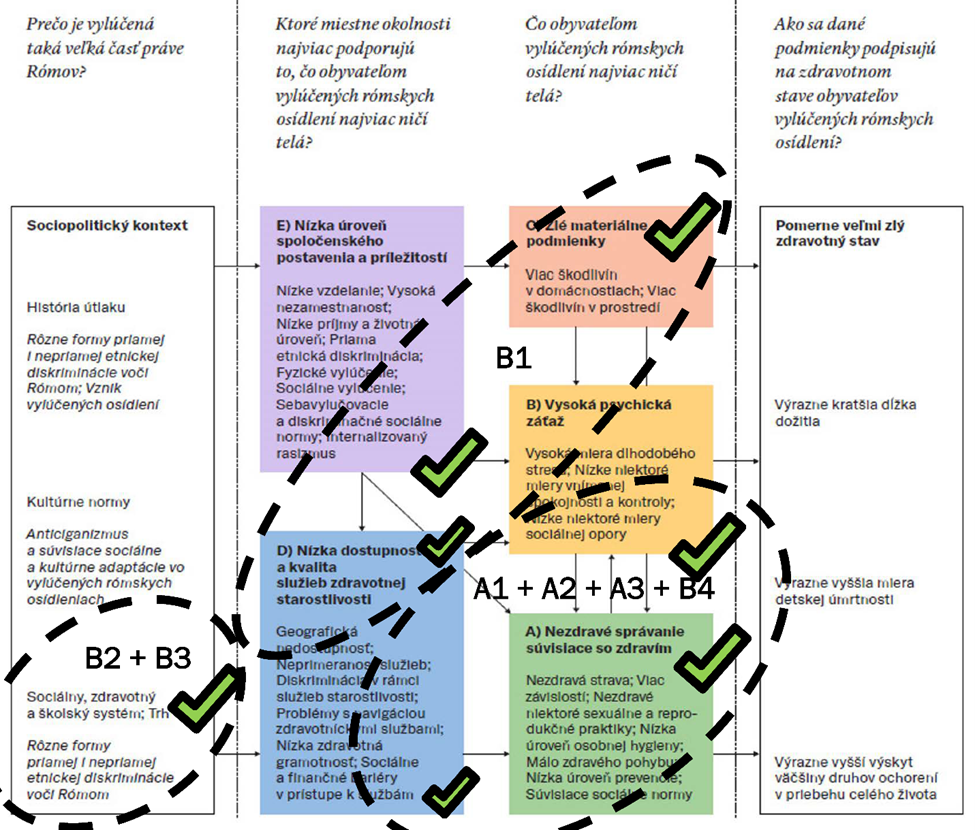 Prečo je vylúčená
taká veľká časť práve
Rómov?
Ktoré miestne okolnosti
najviac podporujú
to, čo obyvateľom
vylúčených rómskych
osídlení najviac ničí
telá?
Čo obyvateľom
vylúčených rómskych
osídlení najviac ničí
telá?
Ako sa dané
podmienky podpisujú
na zdravotnom
stave obyvateľov
vylúčených rómskych
osídlení?
Sociopolitický kontext
História útlaku
Rôzne formy priamej
i nepriamej etnickej
diskriminácie voči
Rómom; Vznik
vylúčených osídlení
Kultúrne normy
Anticiganizmus
a súvisiace sociálne
a kultúrne adaptácie vo
vylúčených rómskych
osídleniach
B2 + B3
Sociálny, zdravotný
a školský systém; Trh
Rôzne formy
priamej i nepriamej
etnickej diskriminácie
voči Rómom
E) Nízka úroveň
spoločenského
postavenia a príležitostí
Nízke vzdelanie; Vysoká
nezamestnanosť;
Nízke príjmy a životná
úroveň; Priama
etnická diskriminácia;
Fyzické vylúčenie;
Sociálne vylúčenie;
Sebavylučovacie
a diskriminačné sociálne
normy; Internalizovaný
rasizmus
D) Nízka dostupnosť
a kvalita
služieb zdravotnej
starostlivosti
Geografická
nedostupnosť;
Neprimeranosť služieb;
Diskriminácia v rámci
služieb starostlivosti;
Problémy s navigáciou
zdravotníckymi službami;
Nízka zdravotná
gramotnosť; Sociálne
a finančné bariéry
v prístupe k službám
C) Zlé materiálne
podmienky
Viac škodlivín
v domácnostiach; Viac
škodlivín v prostredí
B1
B) Vysoká psychická
záťaž
Vysoká miera dlhodobého
stresu; Nízke niektoré
miery vnímanej
spokojnosti a kontroly;
Nízke niektoré miery
sociálnej opory
A1 + A2 + A3 + B4
A) Nezdravé správanie
súvisiace so zdravím
Nezdravá strava; Viac
závislostí; Nezdravé
niektoré sexuálne a repro-
dukčné praktiky; Nízka
úroveň osobnej hygieny;
Málo zdravého pohybu;
Nízka úroveň prevencie;
Súvisiace sociálne normy
Pomerne veľmi zlý
zdravotný stav
Výrazne kratšia dĺžka
dožitia
Výrazne vyššia miera
detskej úmrtnosti
Výrazne vyšší výskyt
väčšiny druhov ochorení
v priebehu celého života